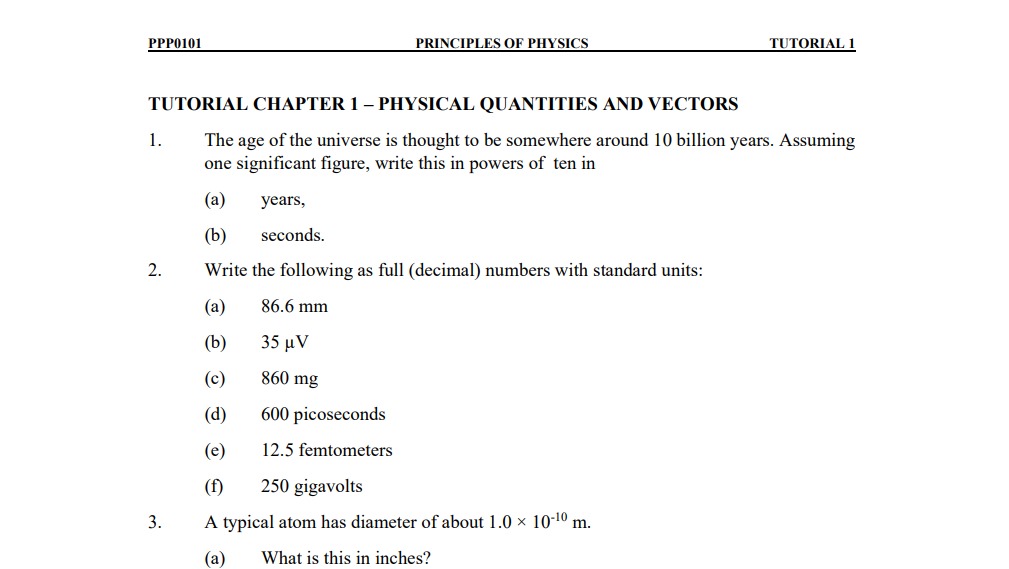 PPP0101 PRINCIPLES OF PHYSICS TUTORIAL 1
TUTORIAL CHAPTER 1 – PHYSICAL QUANTITIES AND VECTORS
1. The age of the universe is thought to be somewhere around 10 billion years. Assuming
one significant figure, write this in powers of ten in
(a) years,
(b) seconds.
2. Write the following as full (decimal) numbers with standard units:
(a) 86.6 mm
(b) 35 µV
(c) 860 mg
(d) 600 picoseconds
(e) 12.5 femtometers
(f) 250 gigavolts
3. A typical atom has diameter of about 1.0 × 10⁻¹⁰ m.
(a) What is this in inches?